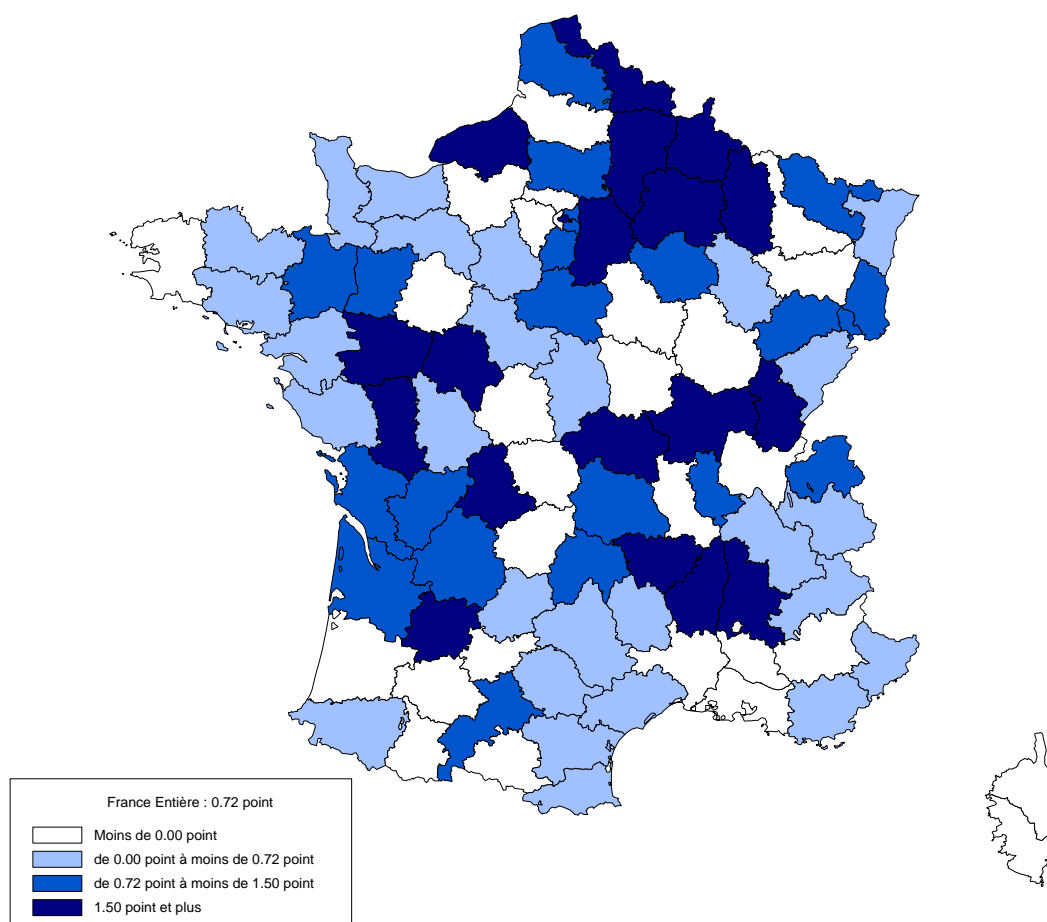 France Entière : 0.72 point
Moins de 0.00 point
de 0.00 point à moins de 0.72 point
de 0.72 point à moins de 1.50 point
1.50 point et plus